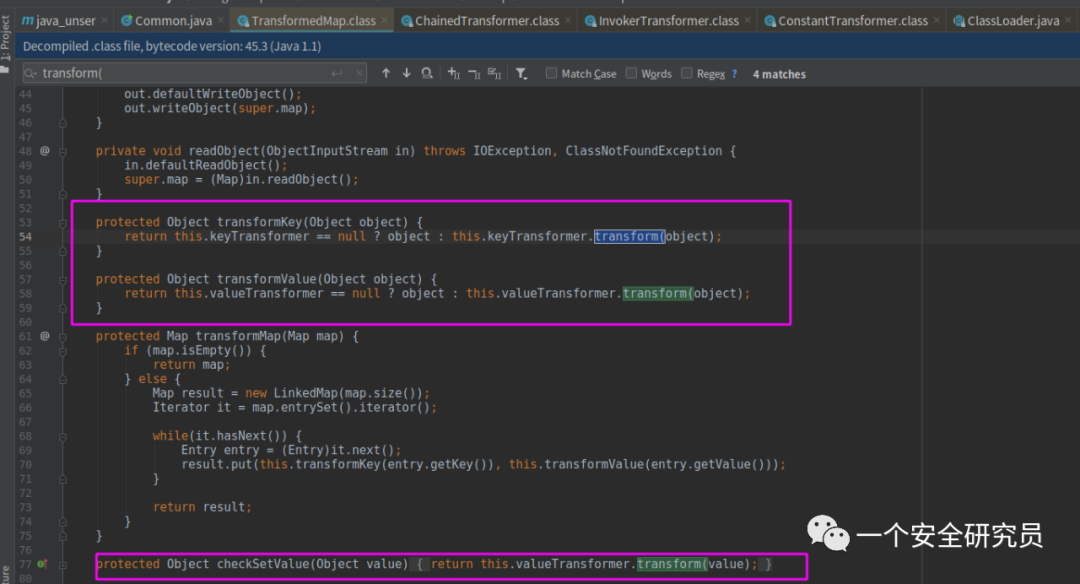 1: Project
java_unser
Common.java
TransformedMap.class
ChainedTransformer.class
InvokerTransformer.class
ConstantTransformer.class
ClassLoader.java
Decompiled .class file, bytecode version: 45.3 (Java 1.1)
transform(
Match Case
Words
Regex ?
4 matches
44 out.defaultWriteObject();
45 out.writeObject(super.map);
46 }
47
48 @ private void readObject(ObjectInputStream in) throws IOException, ClassNotFoundException {
49 in.defaultReadObject();
50 super.map = (Map)in.readObject();
51 }
52
53 protected Object transformKey(Object object) {
54 return this.keyTransformer == null ? object : this.keyTransformer.transform(object);
55 }
56
57 protected Object transformValue(Object object) {
58 return this.valueTransformer == null ? object : this.valueTransformer.transform(object);
59 }
60
61 @ protected Map transformMap(Map map) {
62 if (map.isEmpty()) {
63 return map;
64 } else {
65 Map result = new LinkedMap(map.size());
66 Iterator it = map.entrySet().iterator();
67
68 while(it.hasNext()) {
69 Entry entry = (Entry)it.next();
70 result.put(this.transformKey(entry.getKey()), this.transformValue(entry.getValue()));
71 }
72
73 return result;
74 }
75 }
76
77 protected Object checkSetValue(Object value) { return this.valueTransformer.transform(value); }
80
一个安全研究员